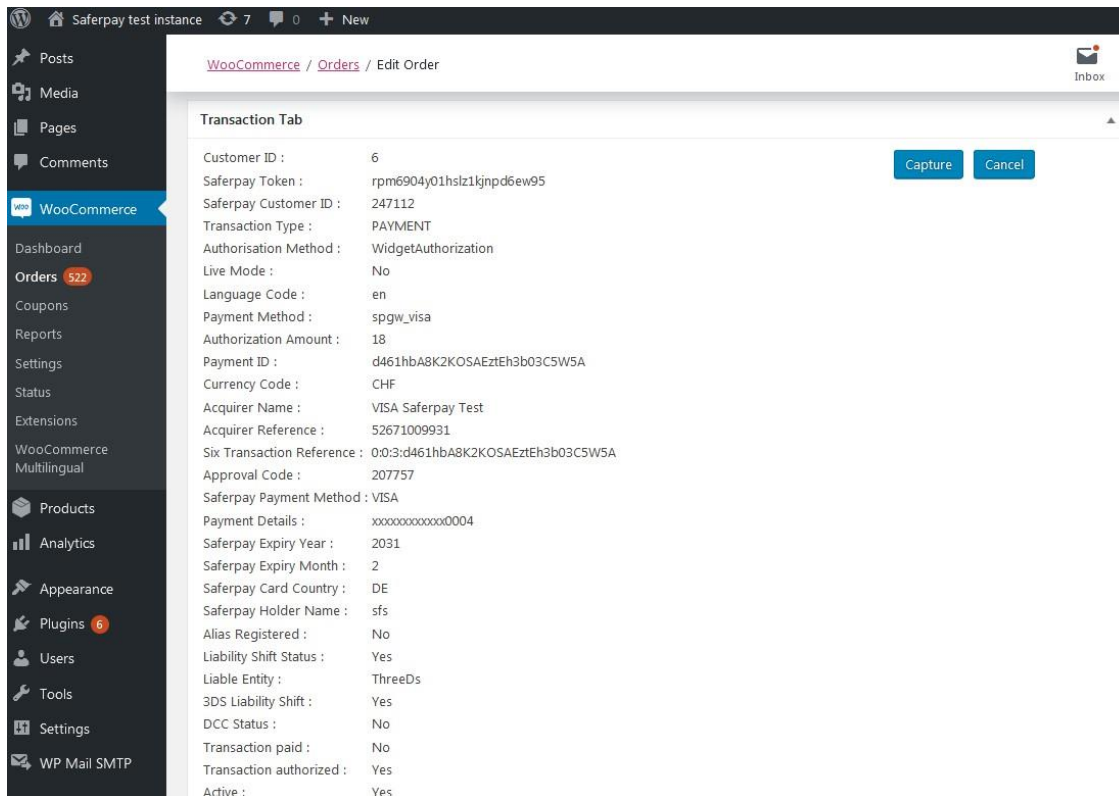 Saferpay test instance 7 0 + New
Posts
Media
Pages
Comments
WooCommerce
Dashboard
Orders 522
Coupons
Reports
Settings
Status
Extensions
WooCommerce
Multilingual
Products
Analytics
Appearance
Plugins 6
Users
Tools
Settings
WP Mail SMTP
WooCommerce / Orders / Edit Order
Inbox
Transaction Tab
Capture Cancel
Customer ID : 6
Saferpay Token : rpm6904y01hslz1kjnpd6ew95
Saferpay Customer ID : 247112
Transaction Type : PAYMENT
Authorisation Method : WidgetAuthorization
Live Mode : No
Language Code : en
Payment Method : spgw_visa
Authorization Amount : 18
Payment ID : d461hbA8K2KOSAEztEh3b03C5W5A
Currency Code : CHF
Acquirer Name : VISA Saferpay Test
Acquirer Reference : 52671009931
Six Transaction Reference : 0:0:3:d461hbA8K2KOSAEztEh3b03C5W5A
Approval Code : 207757
Saferpay Payment Method : VISA
Payment Details : xxxxxxxxxxxx0004
Saferpay Expiry Year : 2031
Saferpay Expiry Month : 2
Saferpay Card Country : DE
Saferpay Holder Name : sfs
Alias Registered : No
Liability Shift Status : Yes
Liable Entity : ThreeDs
3DS Liability Shift : Yes
DCC Status : No
Transaction paid : No
Transaction authorized : Yes
Active : Yes